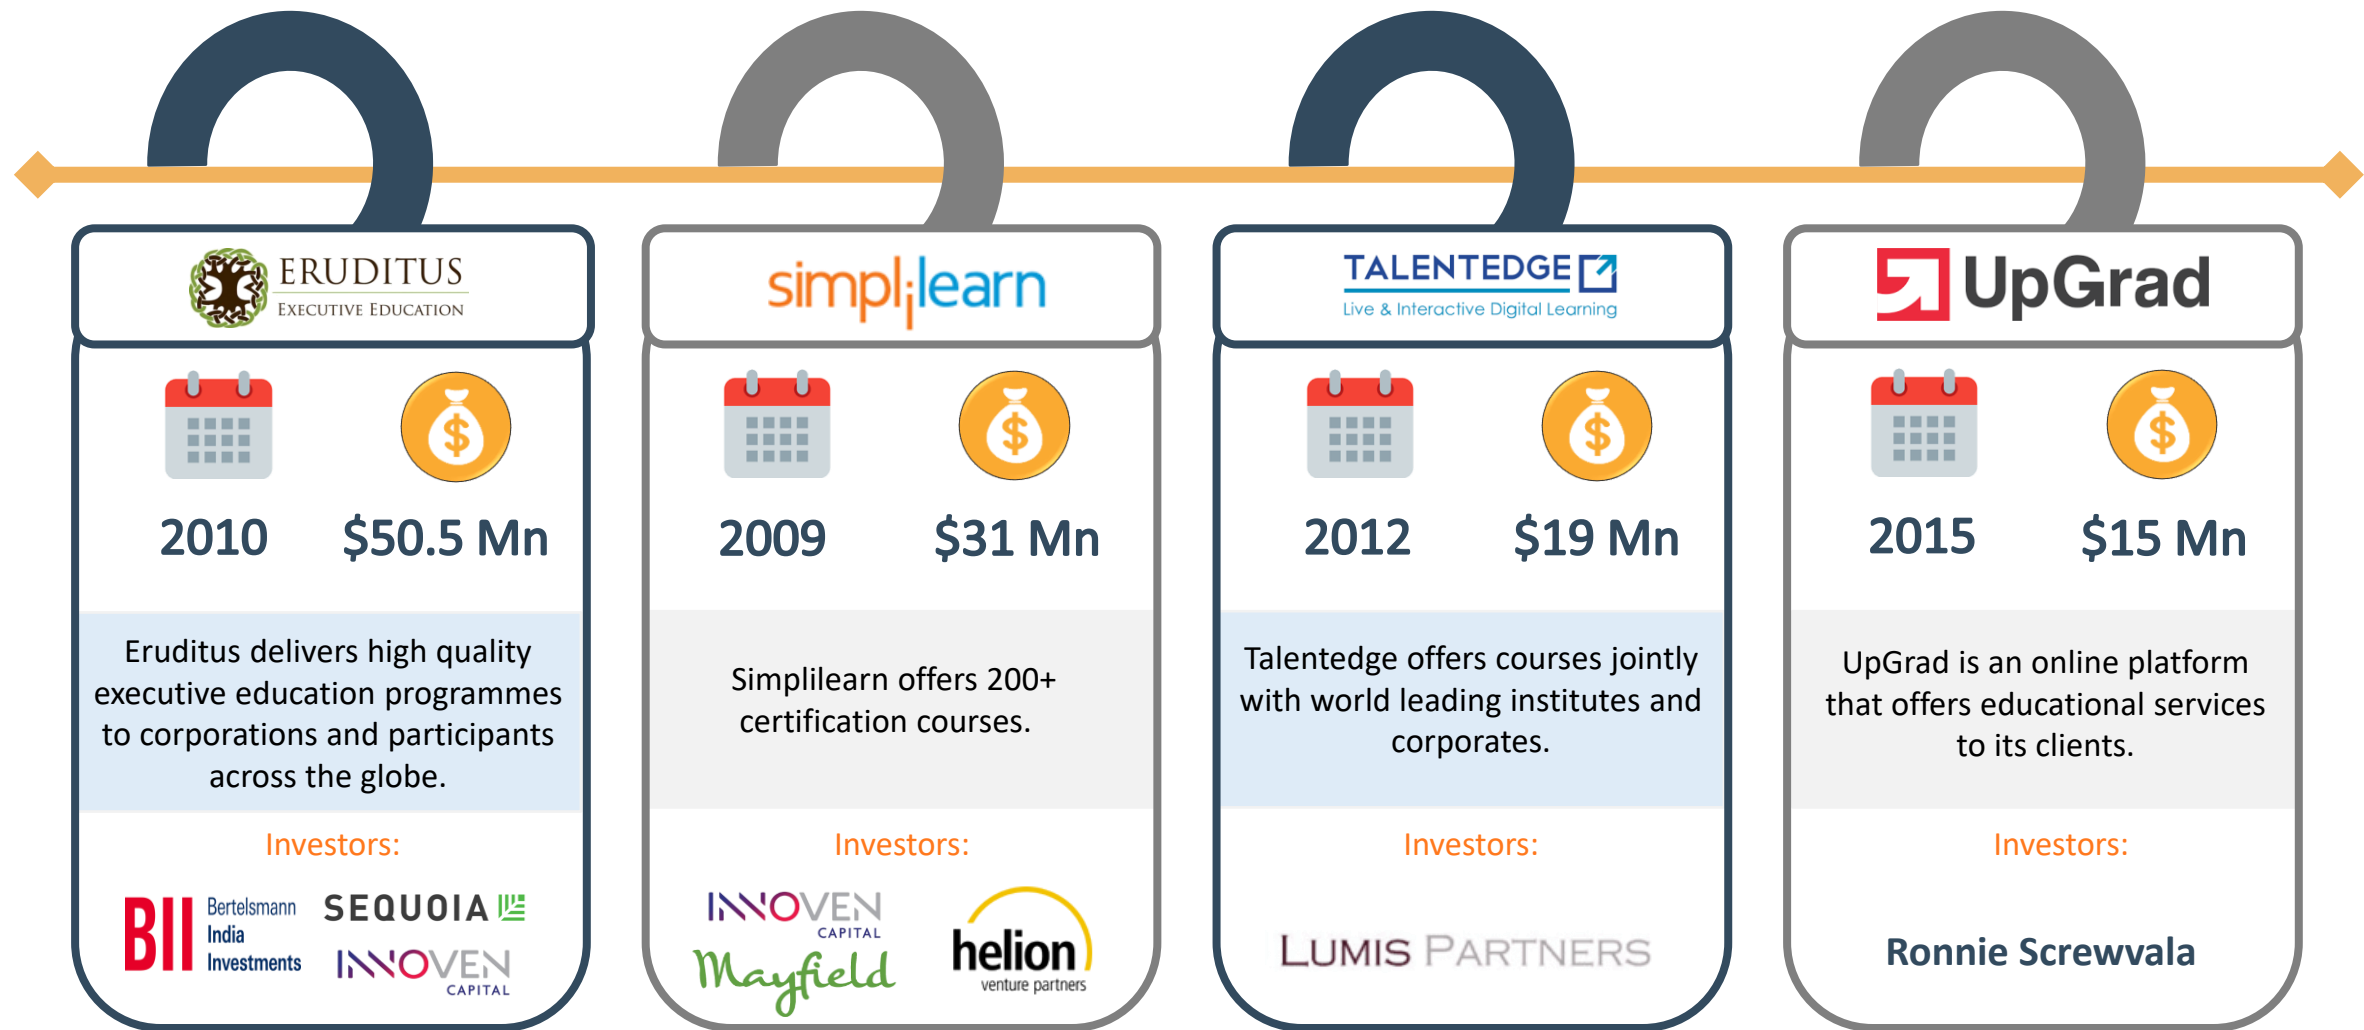 ERUDITUS
EXECUTIVE EDUCATION
2010
$50.5 Mn
Eruditus delivers high quality
executive education programmes
to corporations and participants
across the globe.
Investors:
BII
Bertelsmann
India
Investments
SEQUOIA
INNOVEN
CAPITAL
simplilearn
2009
$31 Mn
Simplilearn offers 200+
certification courses.
Investors:
INNOVEN
CAPITAL
Mayfield
helion
venture partners
TALENTEDGE
Live & Interactive Digital Learning
2012
$19 Mn
Talentedge offers courses jointly
with world leading institutes and
corporates.
Investors:
LUMIS PARTNERS
UpGrad
2015
$15 Mn
UpGrad is an online platform
that offers educational services
to its clients.
Investors:
Ronnie Screwvala